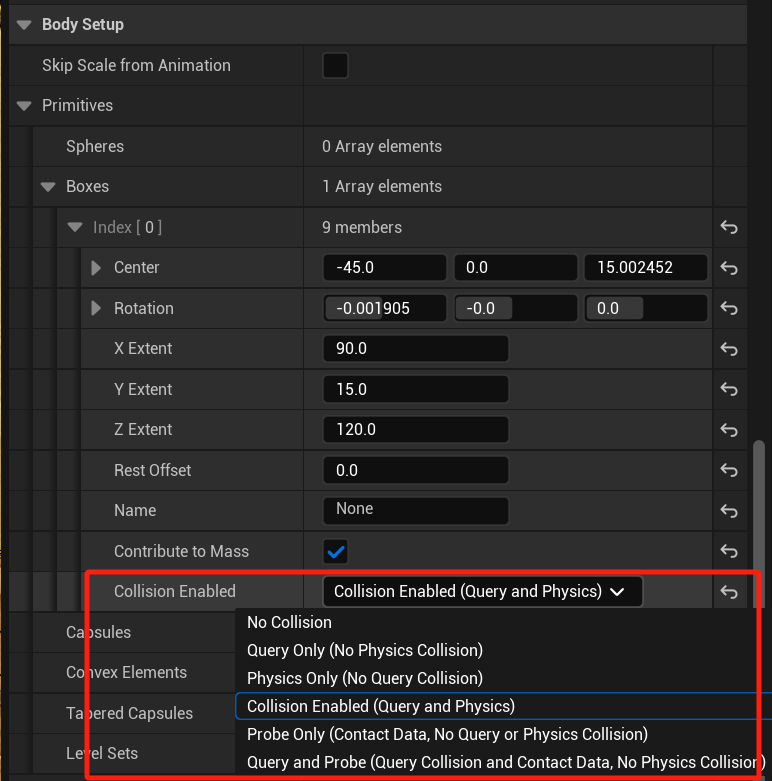 Body Setup
Skip Scale from Animation
Primitives
Spheres 0 Array elements
Boxes 1 Array elements
Index [ 0 ] 9 members
Center -45.0 0.0 15.002452
Rotation -0.001905 -0.0 0.0
X Extent 90.0
Y Extent 15.0
Z Extent 120.0
Rest Offset 0.0
Name None
Contribute to Mass
Collision Enabled Collision Enabled (Query and Physics)
Capsules No Collision
Query Only (No Physics Collision)
Convex Elements Physics Only (No Query Collision)
Collision Enabled (Query and Physics)
Tapered Capsules
Probe Only (Contact Data, No Query or Physics Collision)
Level Sets
Query and Probe (Query Collision and Contact Data, No Physics Collision)